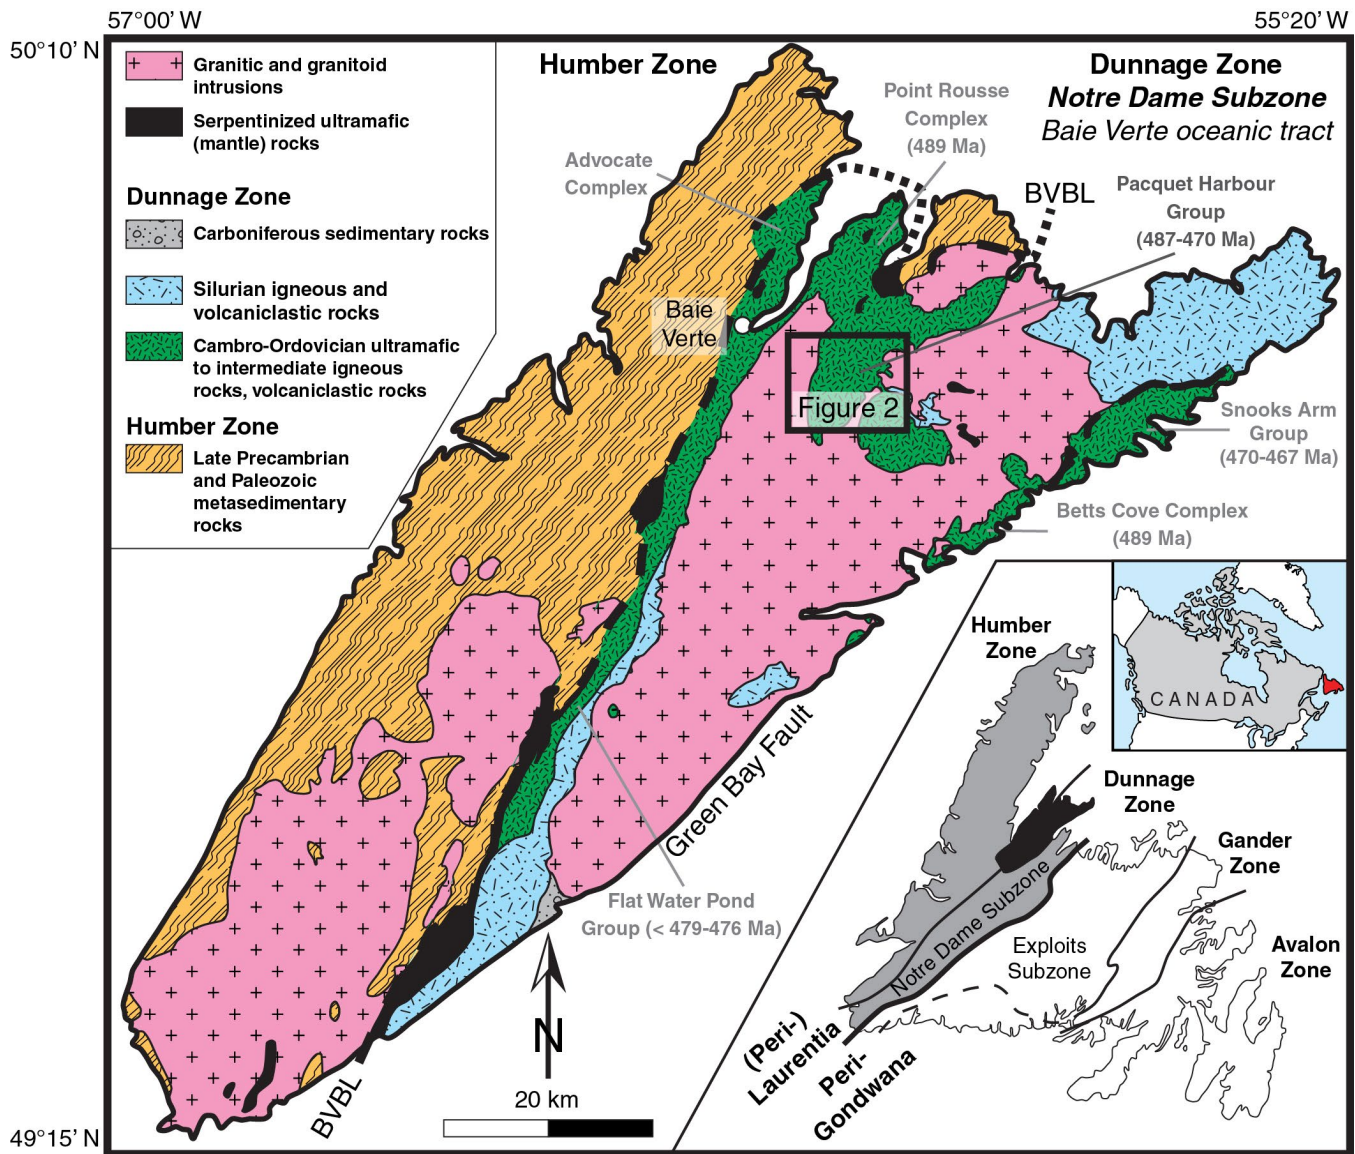 57°00' W
55°20' W
50°10' N
49°15' N
Granitic and granitoid
intrusions
Serpentinized ultramafic
(mantle) rocks
Dunnage Zone
Carboniferous sedimentary rocks
Silurian igneous and
volcaniclastic rocks
Cambro-Ordovician ultramafic
to intermediate igneous
rocks, volcaniclastic rocks
Humber Zone
Late Precambrian
and Paleozoic
metasedimentary
rocks
Humber Zone
Dunnage Zone
Notre Dame Subzone
Baie Verte oceanic tract
Point Rousse
Complex
(489 Ma)
Advocate
Complex
Pacquet Harbour
Group
(487-470 Ma)
BVBL
Baie
Verte
Figure 2
Snooks Arm
Group
(470-467 Ma)
Betts Cove Complex
(489 Ma)
Green Bay Fault
Flat Water Pond
Group (< 479-476 Ma)
BVBL
N
20 km
CANADA
Humber
Zone
Dunnage
Zone
Gander
Zone
Notre Dame Subzone
Exploits
Subzone
Avalon
Zone
(Peri-)
Laurentia
Peri-
Gondwana